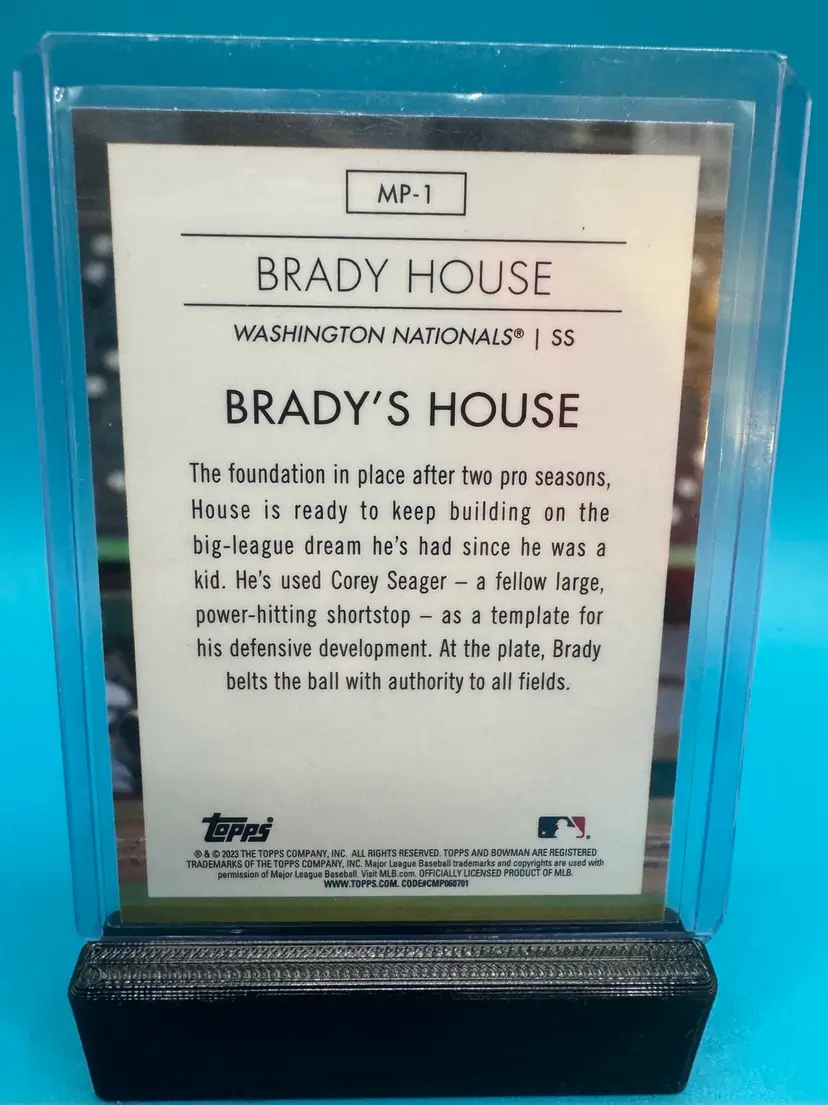 MP-1
BRADY HOUSE
WASHINGTON NATIONALS® | SS
BRADY'S HOUSE
The foundation in place after two pro seasons,
House is ready to keep building on the
big-league dream he's had since he was a
kid. He's used Corey Seager – a fellow large,
power-hitting shortstop – as a template for
his defensive development. At the plate, Brady
belts the ball with authority to all fields.
topps
® & © 2023 THE TOPPS COMPANY, INC. ALL RIGHTS RESERVED. TOPPS AND BOWMAN ARE REGISTERED
TRADEMARKS OF THE TOPPS COMPANY, INC. Major League Baseball trademarks and copyrights are used with
permission of Major League Baseball. Visit MLB.com. OFFICIALLY LICENSED PRODUCT OF MLB.
WWW.TOPPS.COM. CODE#CMP060701